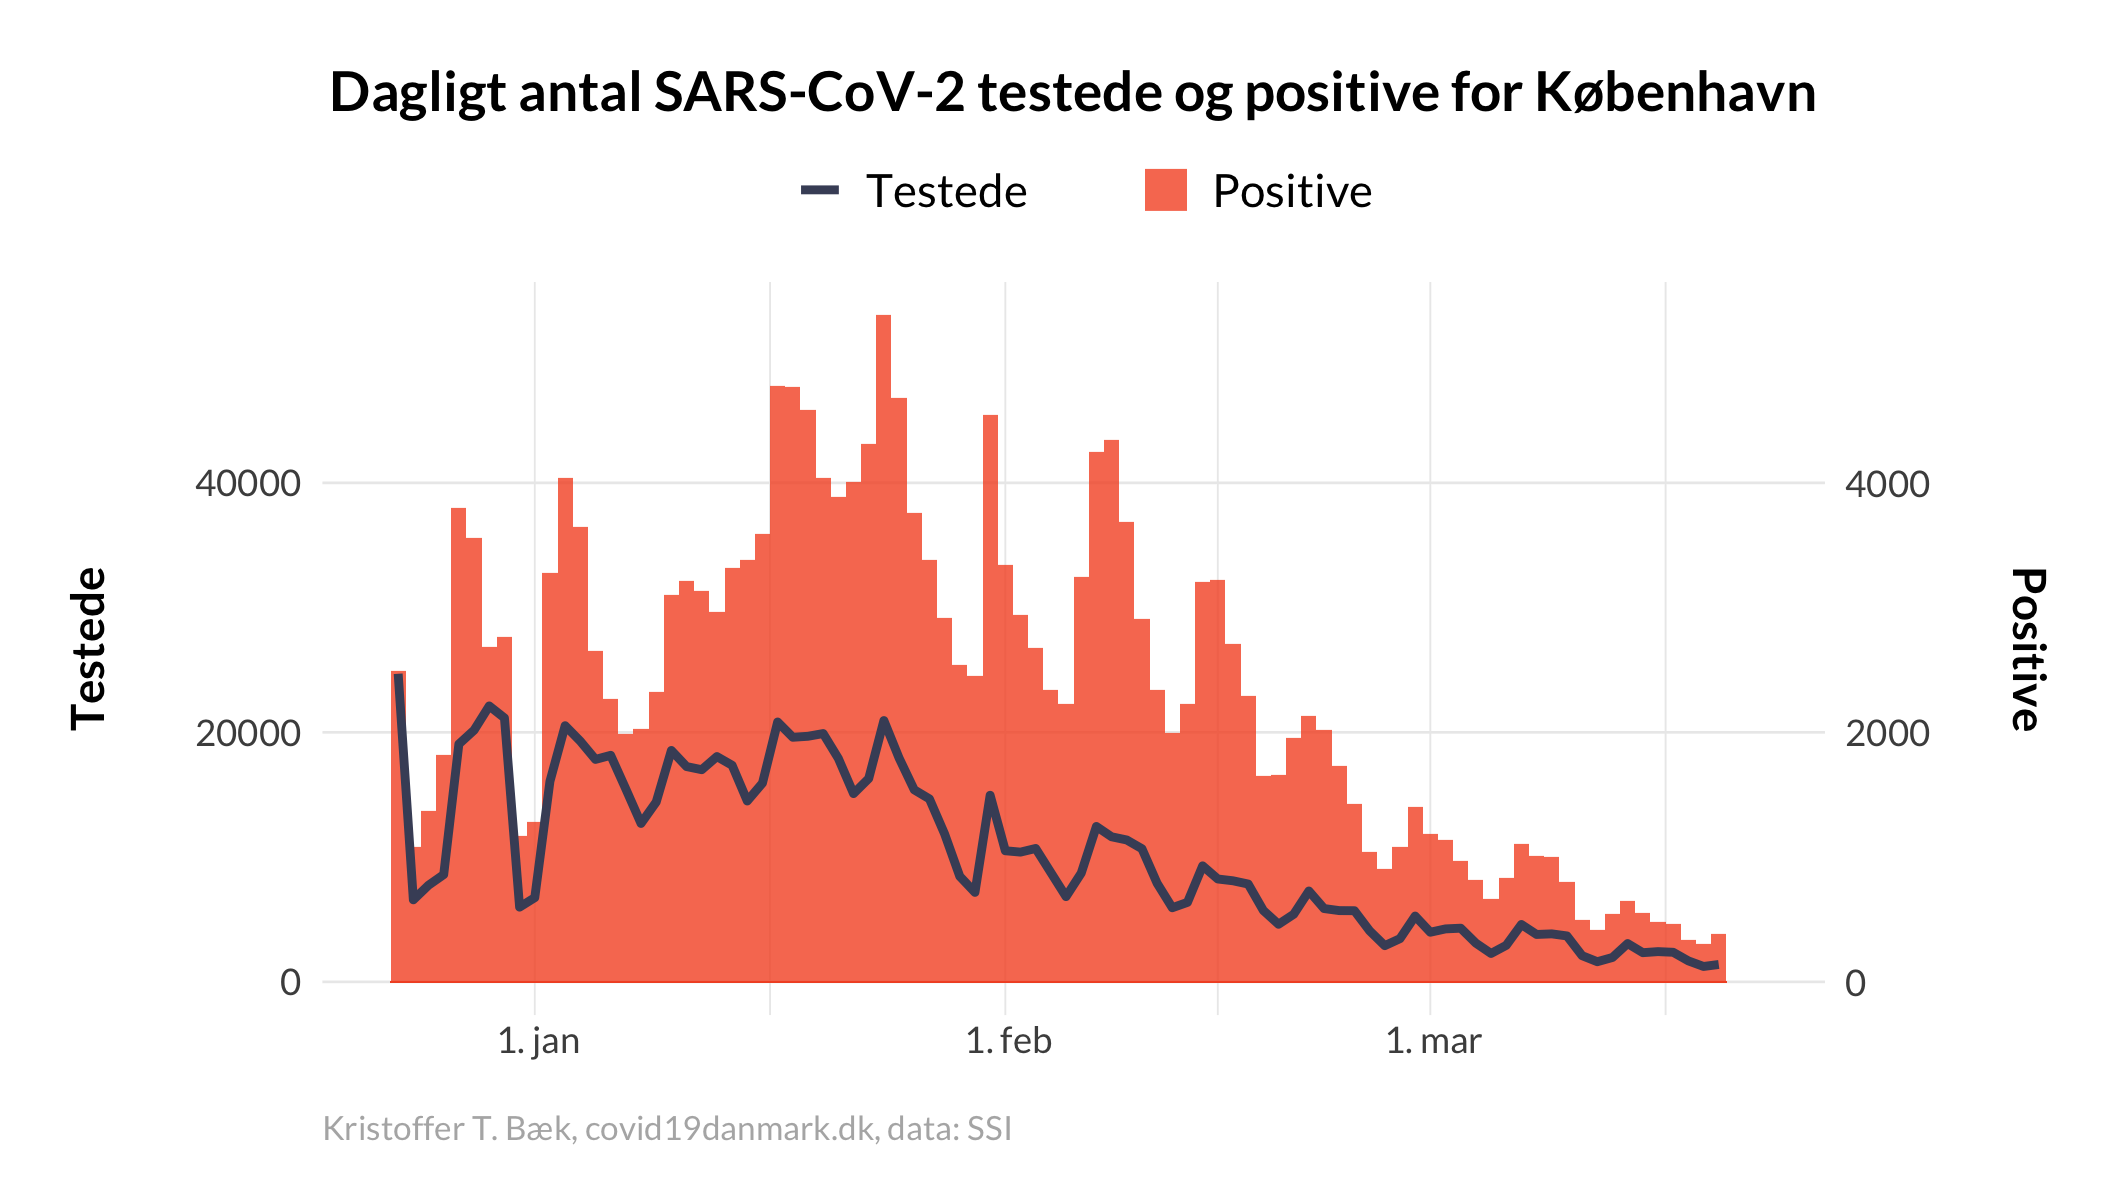 Dagligt antal SARS-CoV-2 testede og positive for København
Testede
Positive
40000
20000
0
Testede
4000
2000
0
Positive
1. jan
1. feb
1. mar
Kristoffer T. Bæk, covid19danmark.dk, data: SSI